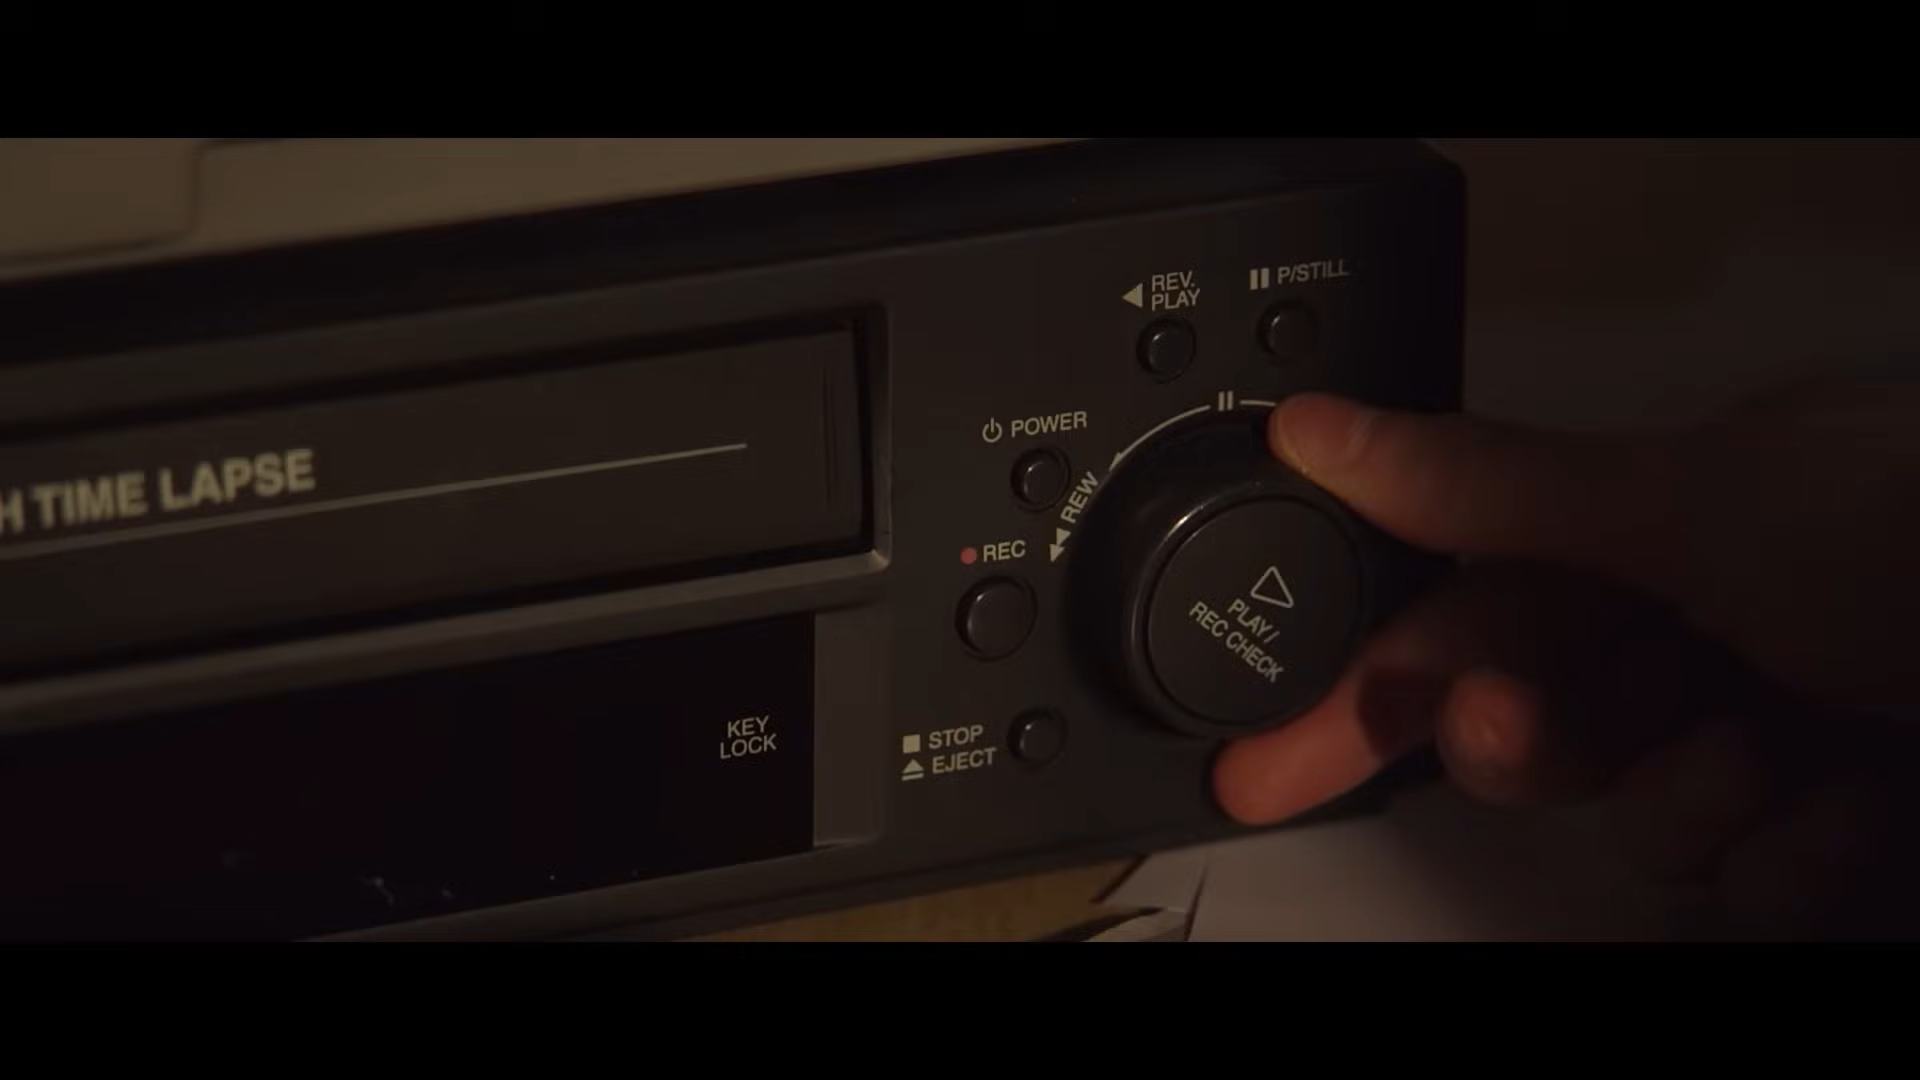 REV.
PLAY
P/STILL
POWER
REW
H TIME LAPSE
REC
PLAY/
REC CHECK
KEY
LOCK
STOP
EJECT